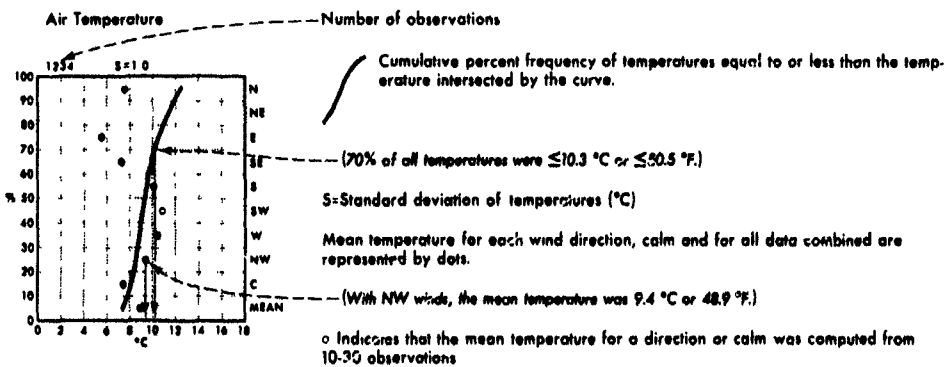 Air Temperature
Number of observations
1234
S=1 0
Cumulative percent frequency of temperatures equal to or less than the temp-
erature intersected by the curve.
100
90
80
70
60
50
40
30
20
10
0
%
N
NE
E
SE
S
SW
W
NW
C
MEAN
0 2 4 6 8 10 12 14 16 18
°C
(70% of all temperatures were ≤10.3 °C or ≤50.5 °F.)
S=Standard deviation of temperatures (°C)
Mean temperature for each wind direction, calm and for all data combined are
represented by dots.
(With NW winds, the mean temperature was 9.4 °C or 48.9 °F.)
o Indicates that the mean temperature for a direction or calm was computed from
10-30 observations